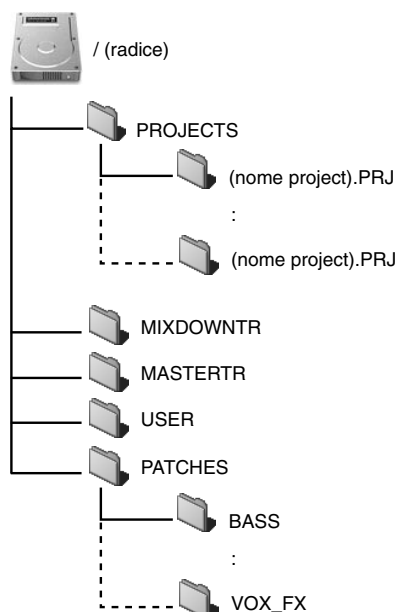 / (radice)
PROJECTS
(nome project).PRJ
:
(nome project).PRJ
MIXDOWNTR
MASTERTR
USER
PATCHES
BASS
:
VOX_FX